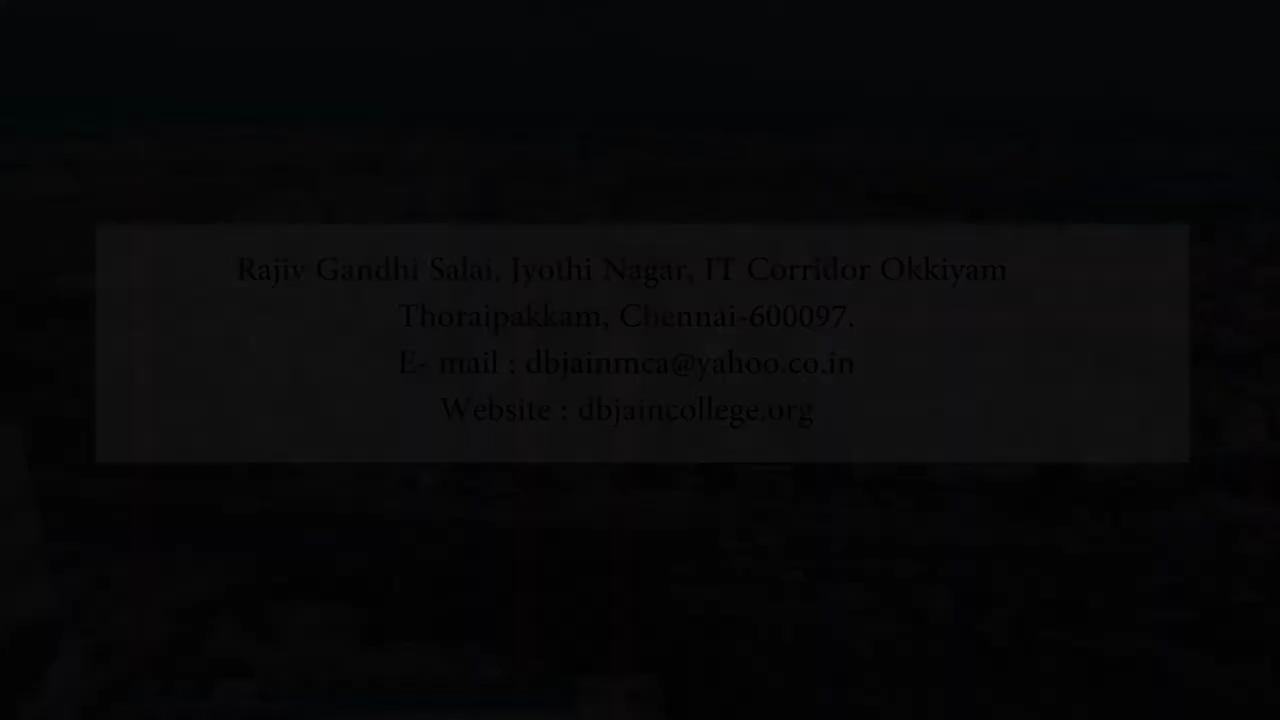 Rajiv Gandhi Salai, Jyothi Nagar, IT Corridor Okkiyam
Thoraipakkam, Chennai-600097.
E- mail : dbjainmca@yahoo.co.in
Website : dbjaincollege.org